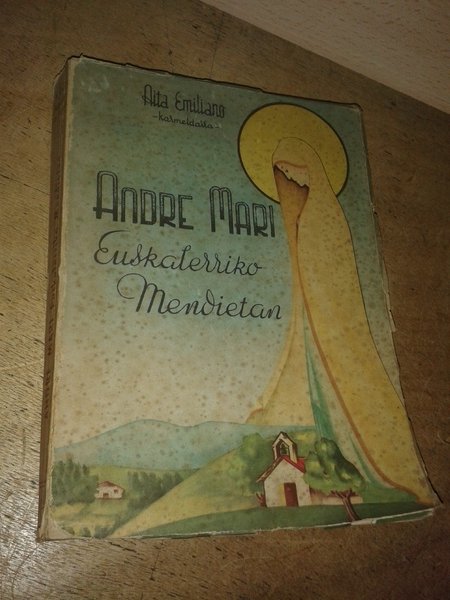 Aita Emiliano
-karmeldarra-
ANDRE MARI
Euskalerriko
Mendietan